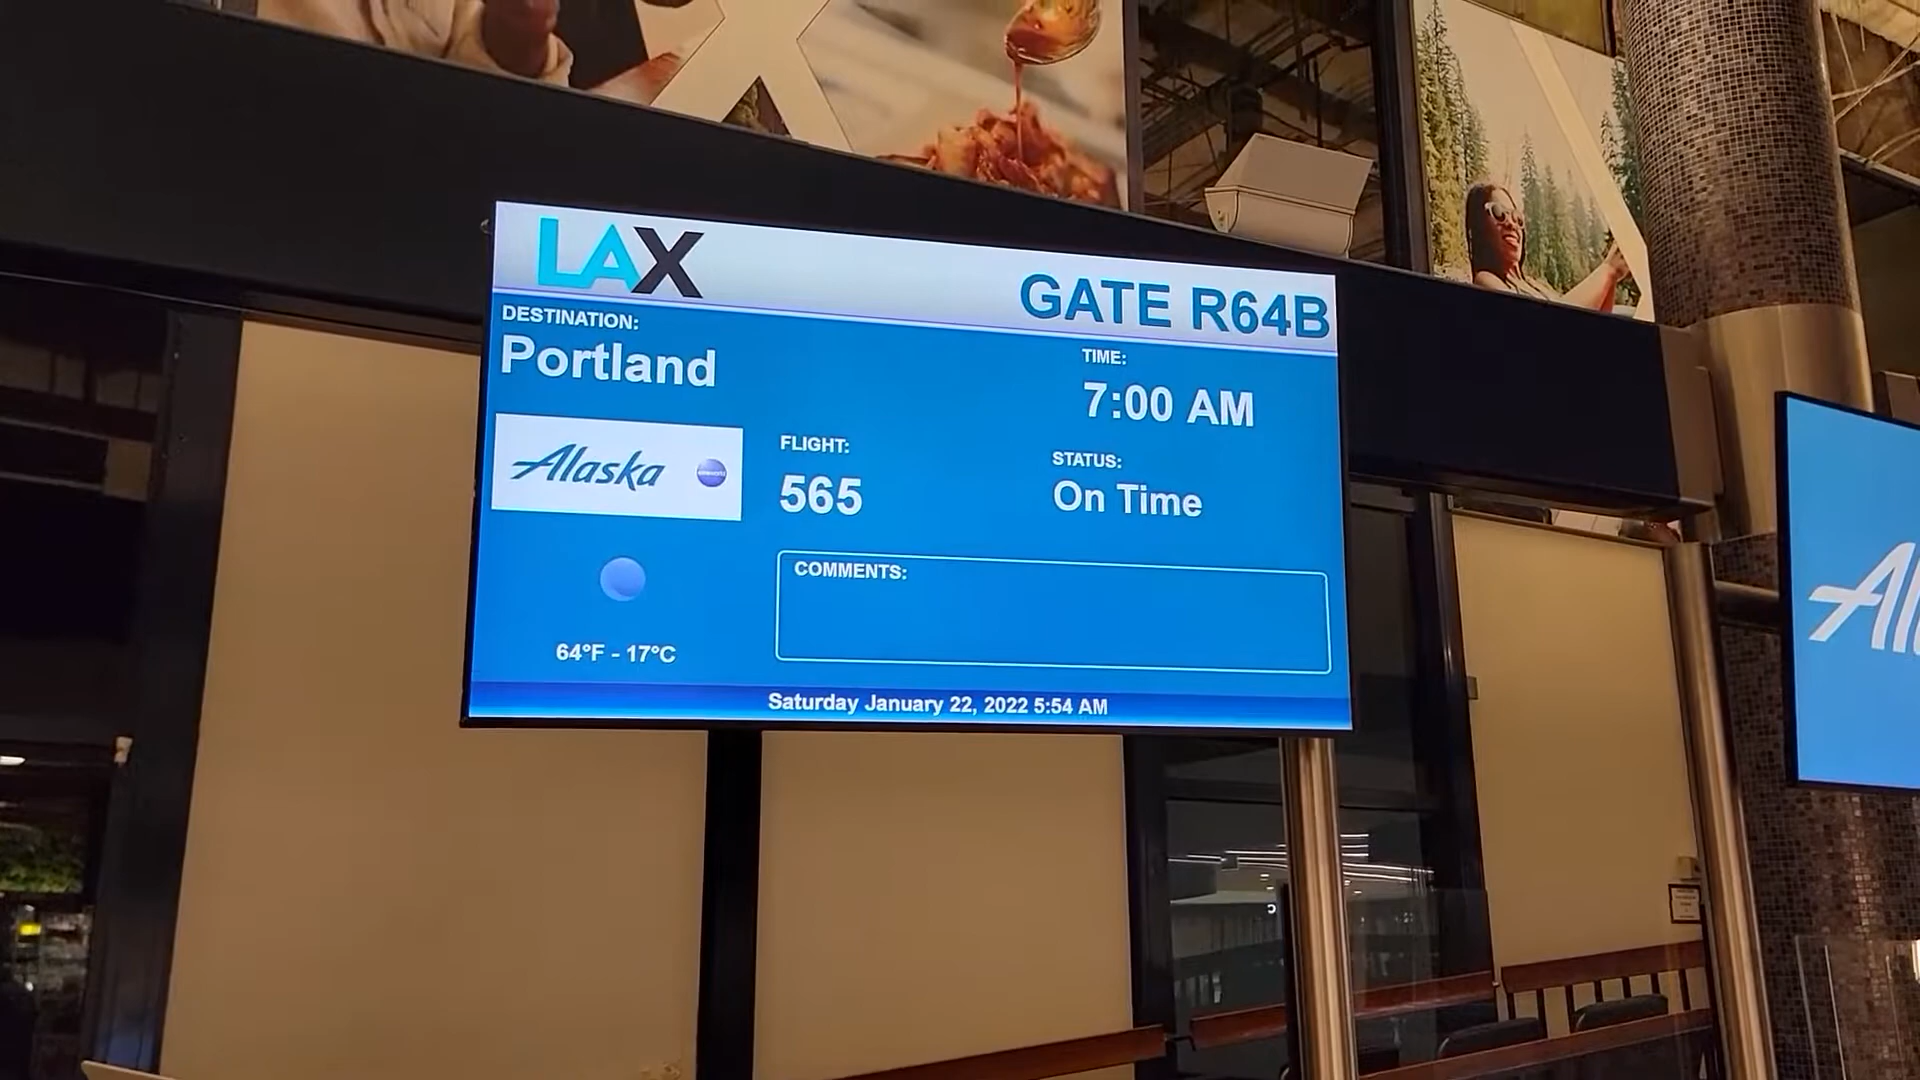 LAX
GATE R64B
DESTINATION:
Portland
TIME:
7:00 AM
Alaska
FLIGHT:
565
STATUS:
On Time
COMMENTS:
64°F - 17°C
Saturday January 22, 2022 5:54 AM